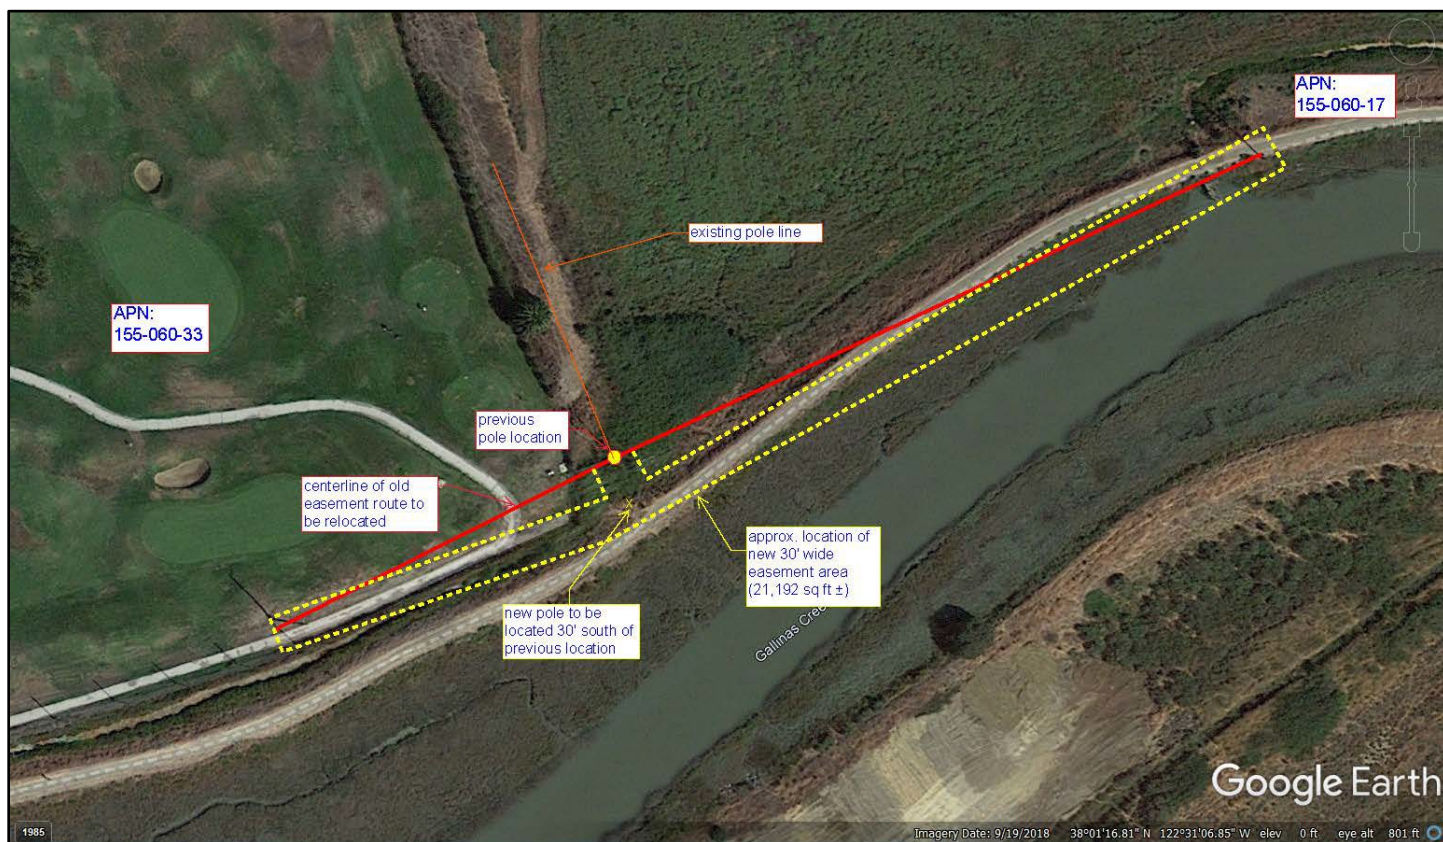 APN:
155-060-17
existing pole line
APN:
155-060-33
previous
pole location
centerline of old
easement route to
be relocated
approx. location of
new 30' wide
easement area
(21,192 sq ft ±)
new pole to be
located 30' south of
previous location
Gallinas Cree
Google Earth
1985
Imagery Date: 9/19/2018 38°01'16.81" N 122°31'06.85" W elev 0 ft eye alt 801 ft